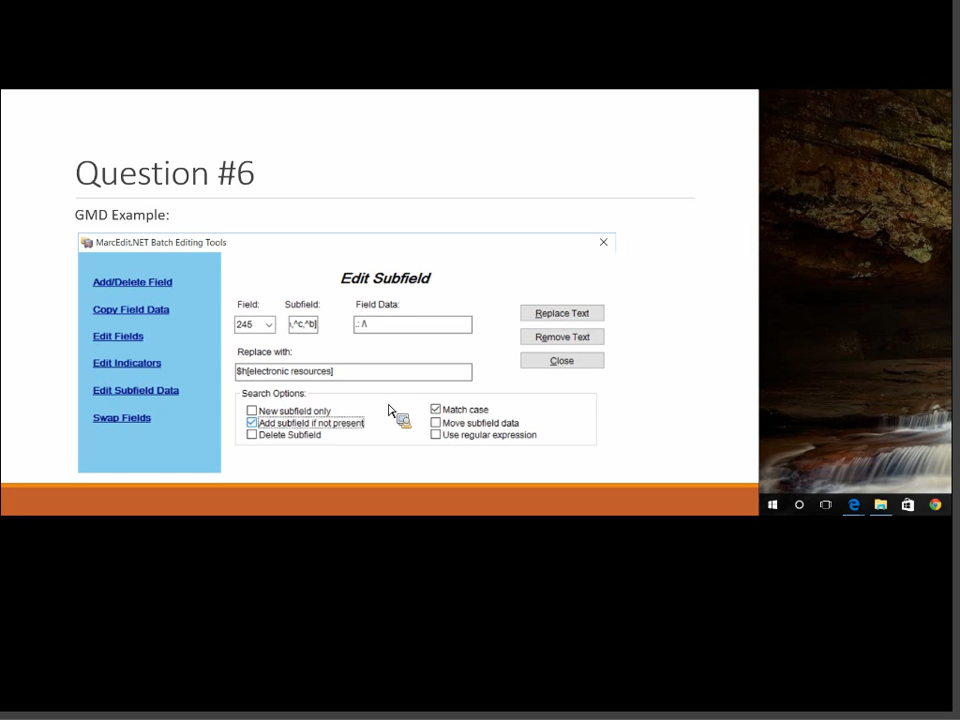 Question #6
GMD Example:
MarcEdit.NET Batch Editing Tools
Add/Delete Field
Copy Field Data
Edit Fields
Edit Indicators
Edit Subfield Data
Swap Fields
Edit Subfield
Field: Subfield: Field Data:
245 ,^c,^b] .: /\
Replace with:
$h[electronic resources]
Search Options:
New subfield only
Add subfield if not present
Delete Subfield
Match case
Move subfield data
Use regular expression
Replace Text
Remove Text
Close